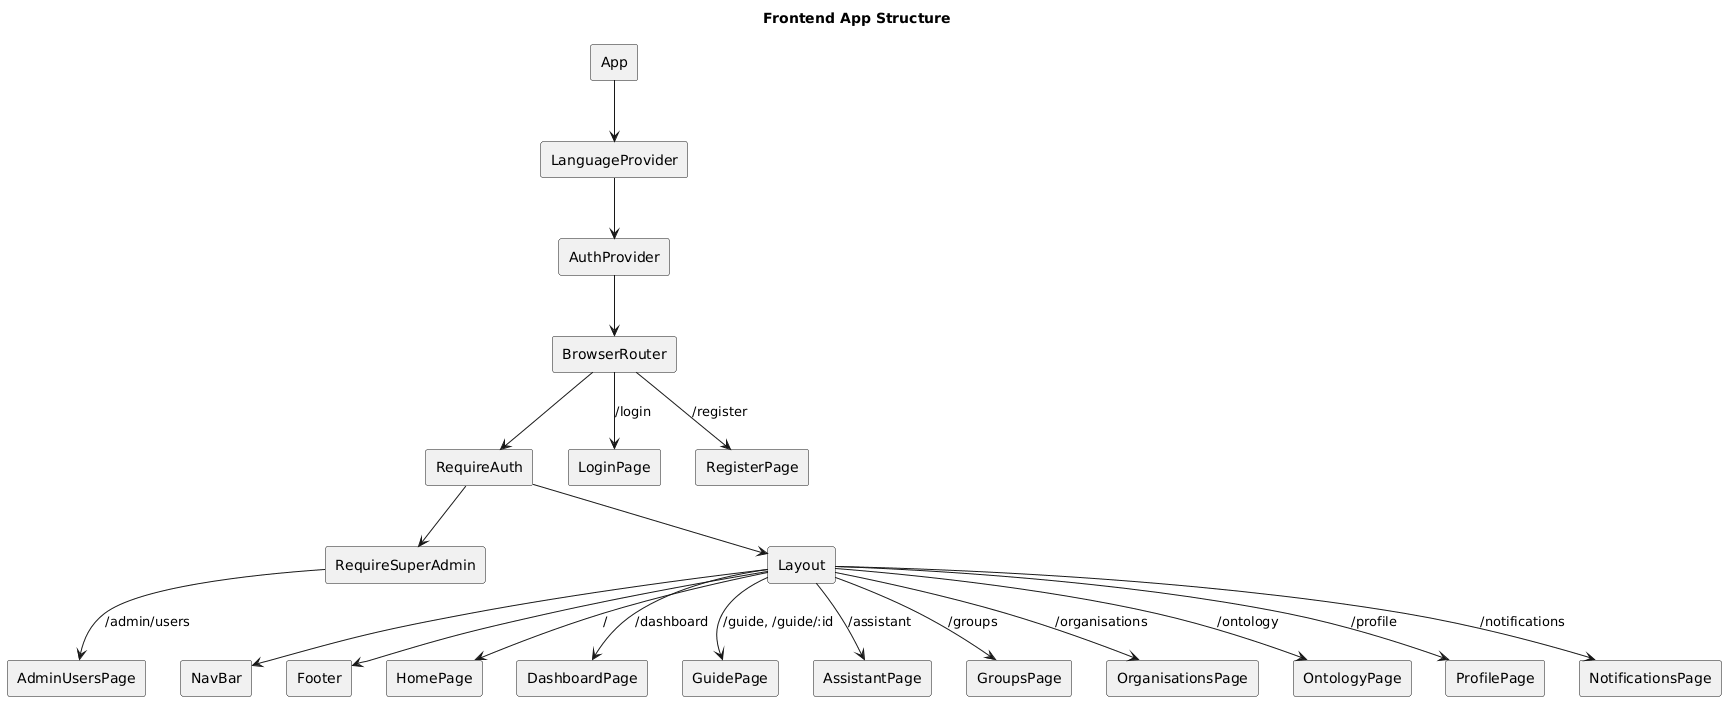 Frontend App Structure
App
LanguageProvider
AuthProvider
BrowserRouter
/login
/register
RequireAuth
LoginPage
RegisterPage
RequireSuperAdmin
Layout
/admin/users
/
/dashboard
/guide, /guide/:id
/assistant
/groups
/organisations
/ontology
/profile
/notifications
AdminUsersPage
NavBar
Footer
HomePage
DashboardPage
GuidePage
AssistantPage
GroupsPage
OrganisationsPage
OntologyPage
ProfilePage
NotificationsPage